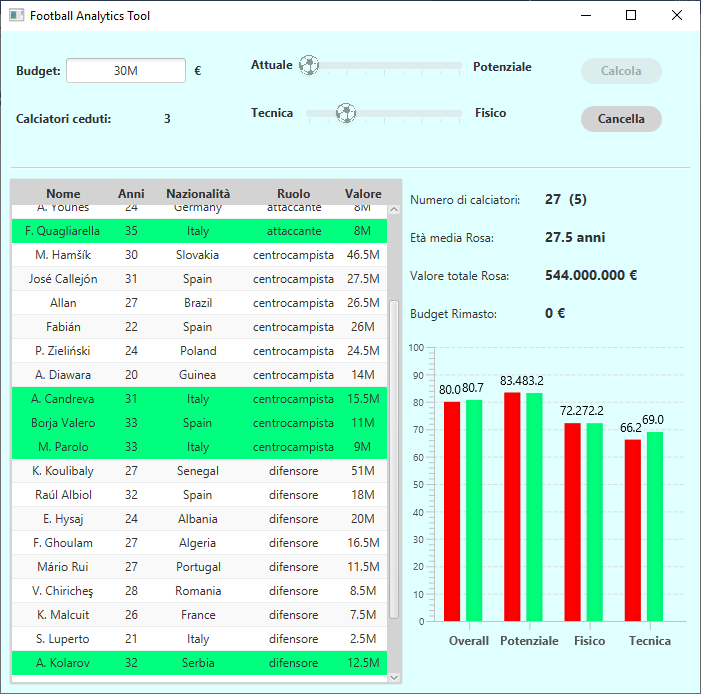 Football Analytics Tool
Budget: 30M €
Attuale Potenziale
Calcola
Calciatori ceduti: 3
Tecnica Fisico
Cancella
Nome Anni Nazionalità Ruolo Valore
A. Younes 24 Germany attaccante 8M
F. Quagliarella 35 Italy attaccante 8M
M. Hamšík 30 Slovakia centrocampista 46.5M
José Callejón 31 Spain centrocampista 27.5M
Allan 27 Brazil centrocampista 26.5M
Fabián 22 Spain centrocampista 26M
P. Zieliński 24 Poland centrocampista 24.5M
A. Diawara 20 Guinea centrocampista 14M
A. Candreva 31 Italy centrocampista 15.5M
Borja Valero 33 Spain centrocampista 11M
M. Parolo 33 Italy centrocampista 9M
K. Koulibaly 27 Senegal difensore 51M
Raúl Albiol 32 Spain difensore 18M
E. Hysaj 24 Albania difensore 20M
F. Ghoulam 27 Algeria difensore 16.5M
Mário Rui 27 Portugal difensore 11.5M
V. Chiricheş 28 Romania difensore 8.5M
K. Malcuit 26 France difensore 7.5M
S. Luperto 21 Italy difensore 2.5M
A. Kolarov 32 Serbia difensore 12.5M
Numero di calciatori: 27 (5)
Età media Rosa: 27.5 anni
Valore totale Rosa: 544.000.000 €
Budget Rimasto: 0 €
100
90
80
70
60
50
40
30
20
10
0
80.0 80.7
83.4 83.2
72.2 72.2
66.2 69.0
Overall Potenziale Fisico Tecnica